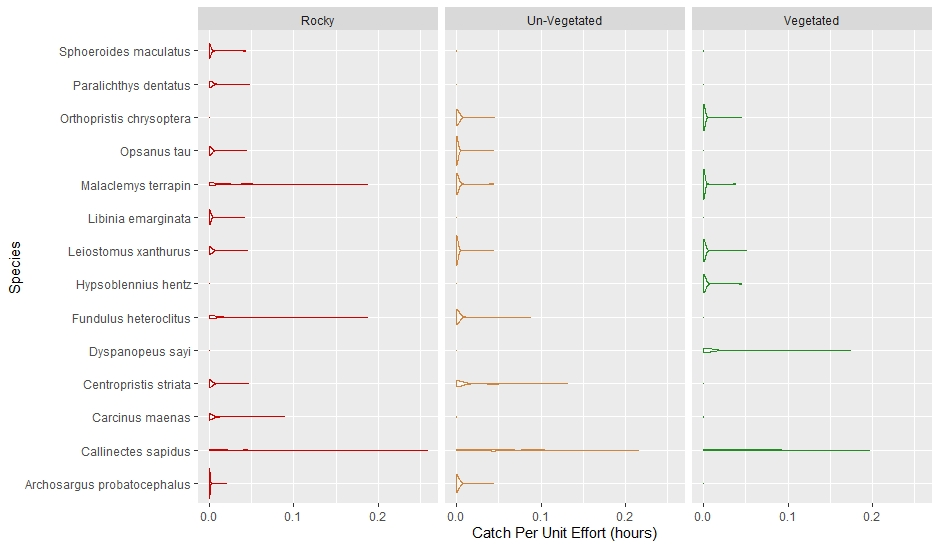 Rocky Un-Vegetated Vegetated
Sphoeroides maculatus
Paralichthys dentatus
Orthopristis chrysoptera
Opsanus tau
Malaclemys terrapin
Libinia emarginata
Leiostomus xanthurus
Hypsoblennius hentz
Fundulus heteroclitus
Dyspanopeus sayi
Centropristis striata
Carcinus maenas
Callinectes sapidus
Archosargus probatocephalus
Species
0.0 0.1 0.2 0.0 0.1 0.2 0.0 0.1 0.2
Catch Per Unit Effort (hours)